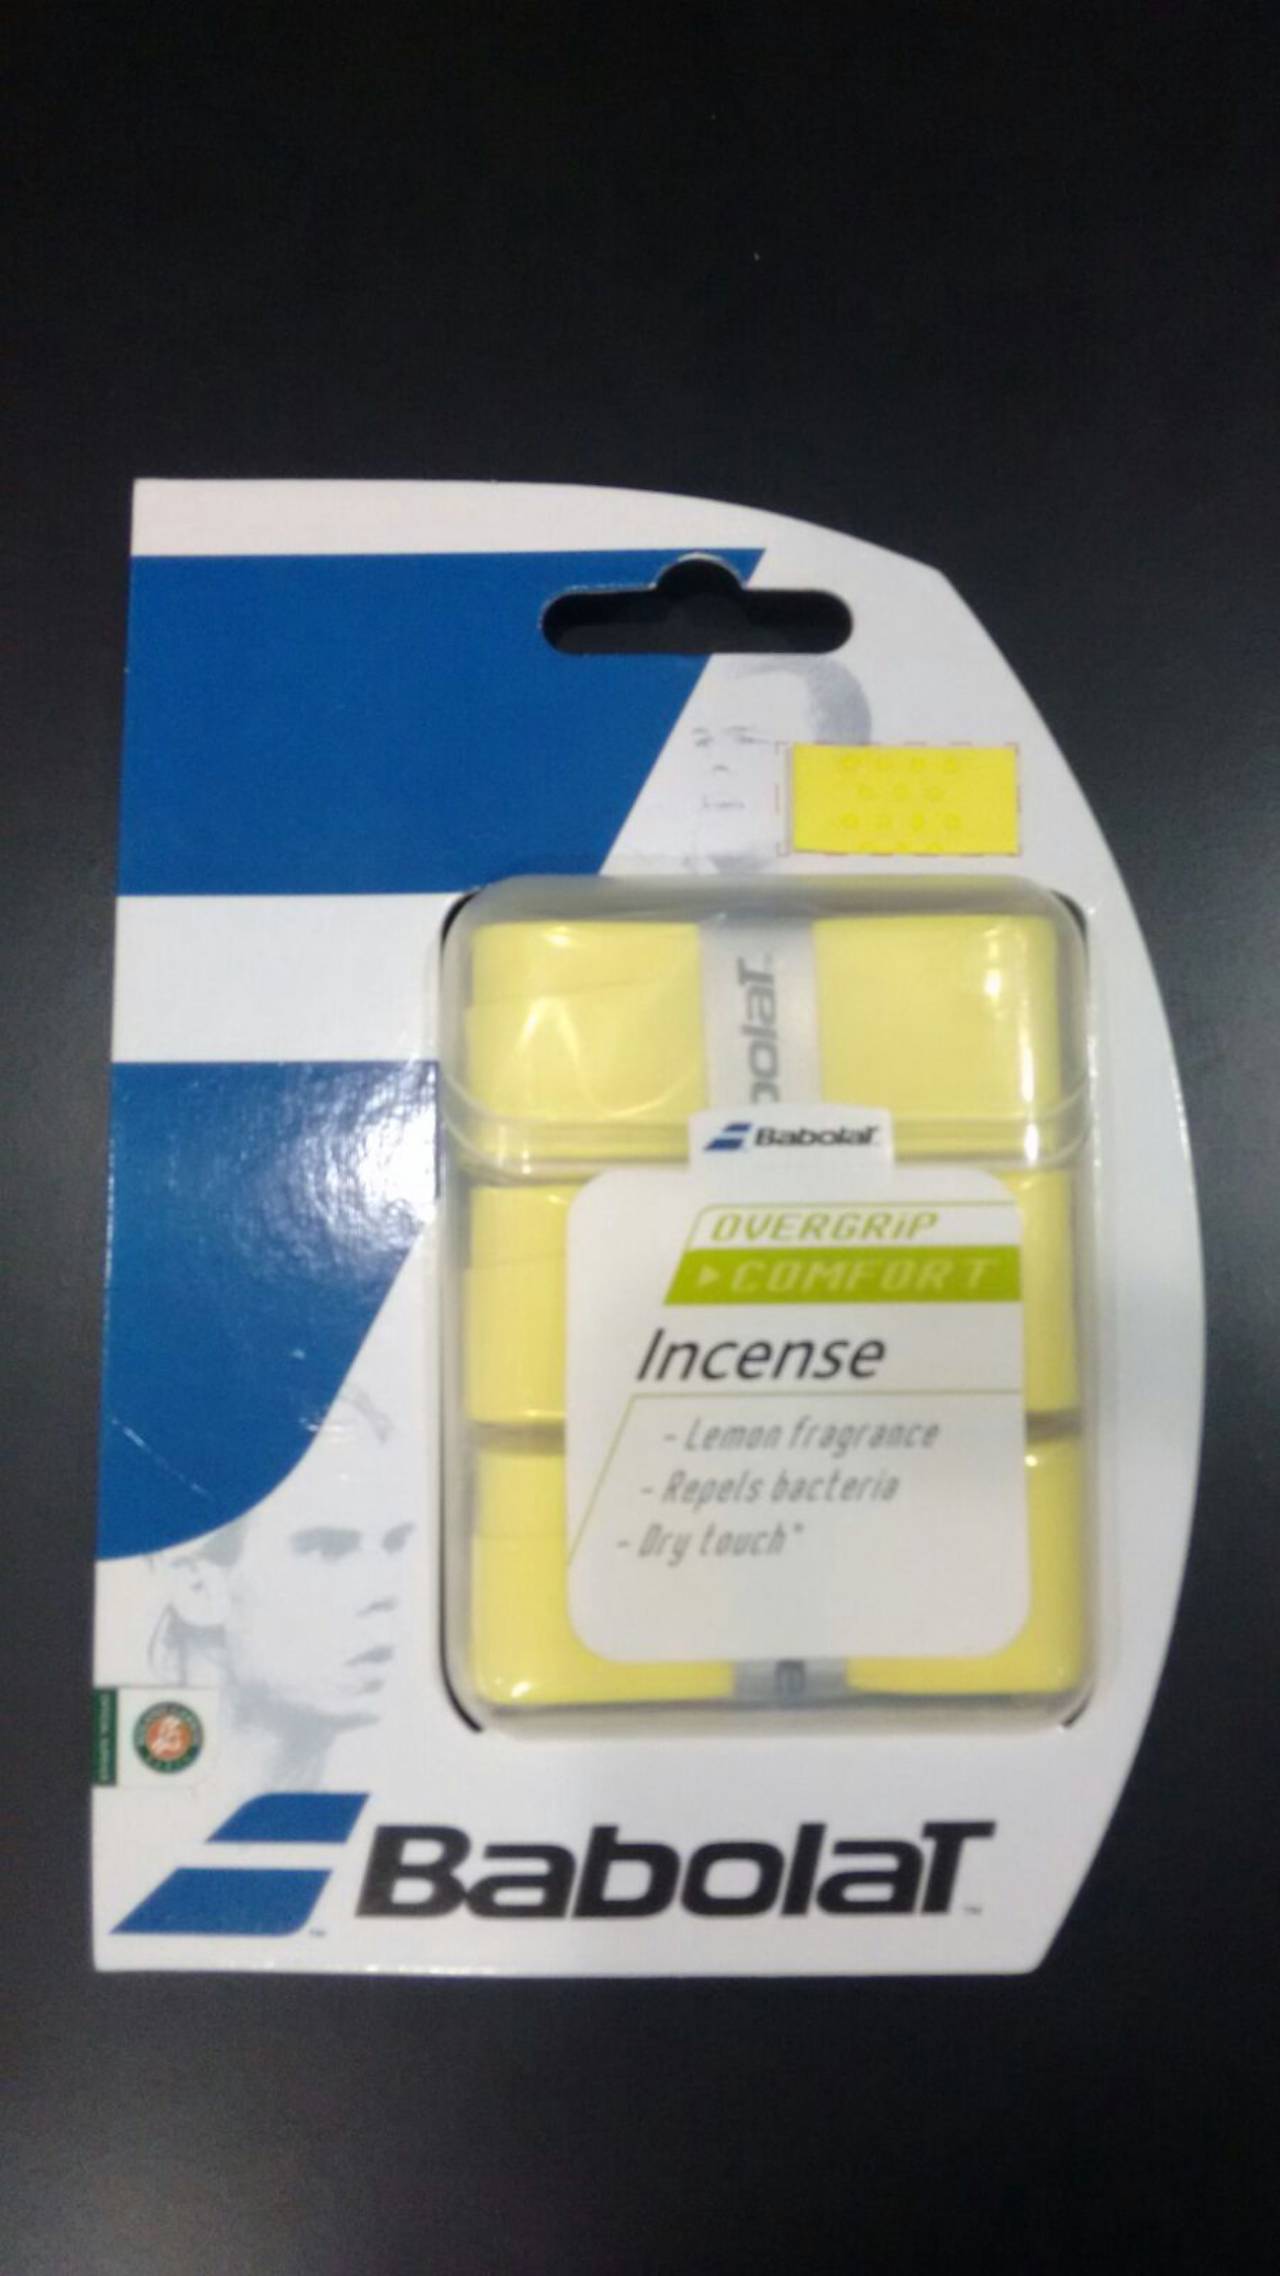 BabolaT
BabolaT
OVERGRIP
COMFORT
Incense
- Lemon fragrance
- Repels bacteria
- Dry touch*
BabolaT